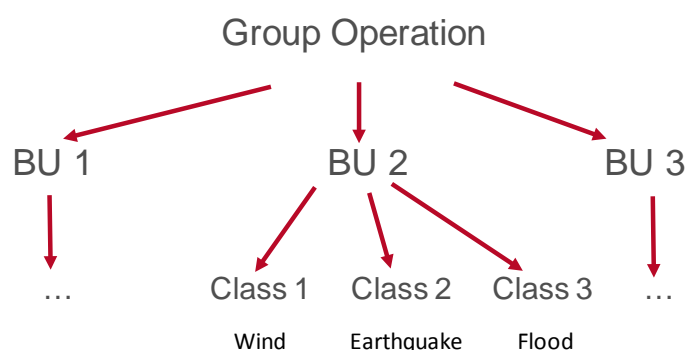 Group Operation
BU 1 BU 2 BU 3
... Class 1 Class 2 Class 3 ...
Wind Earthquake Flood